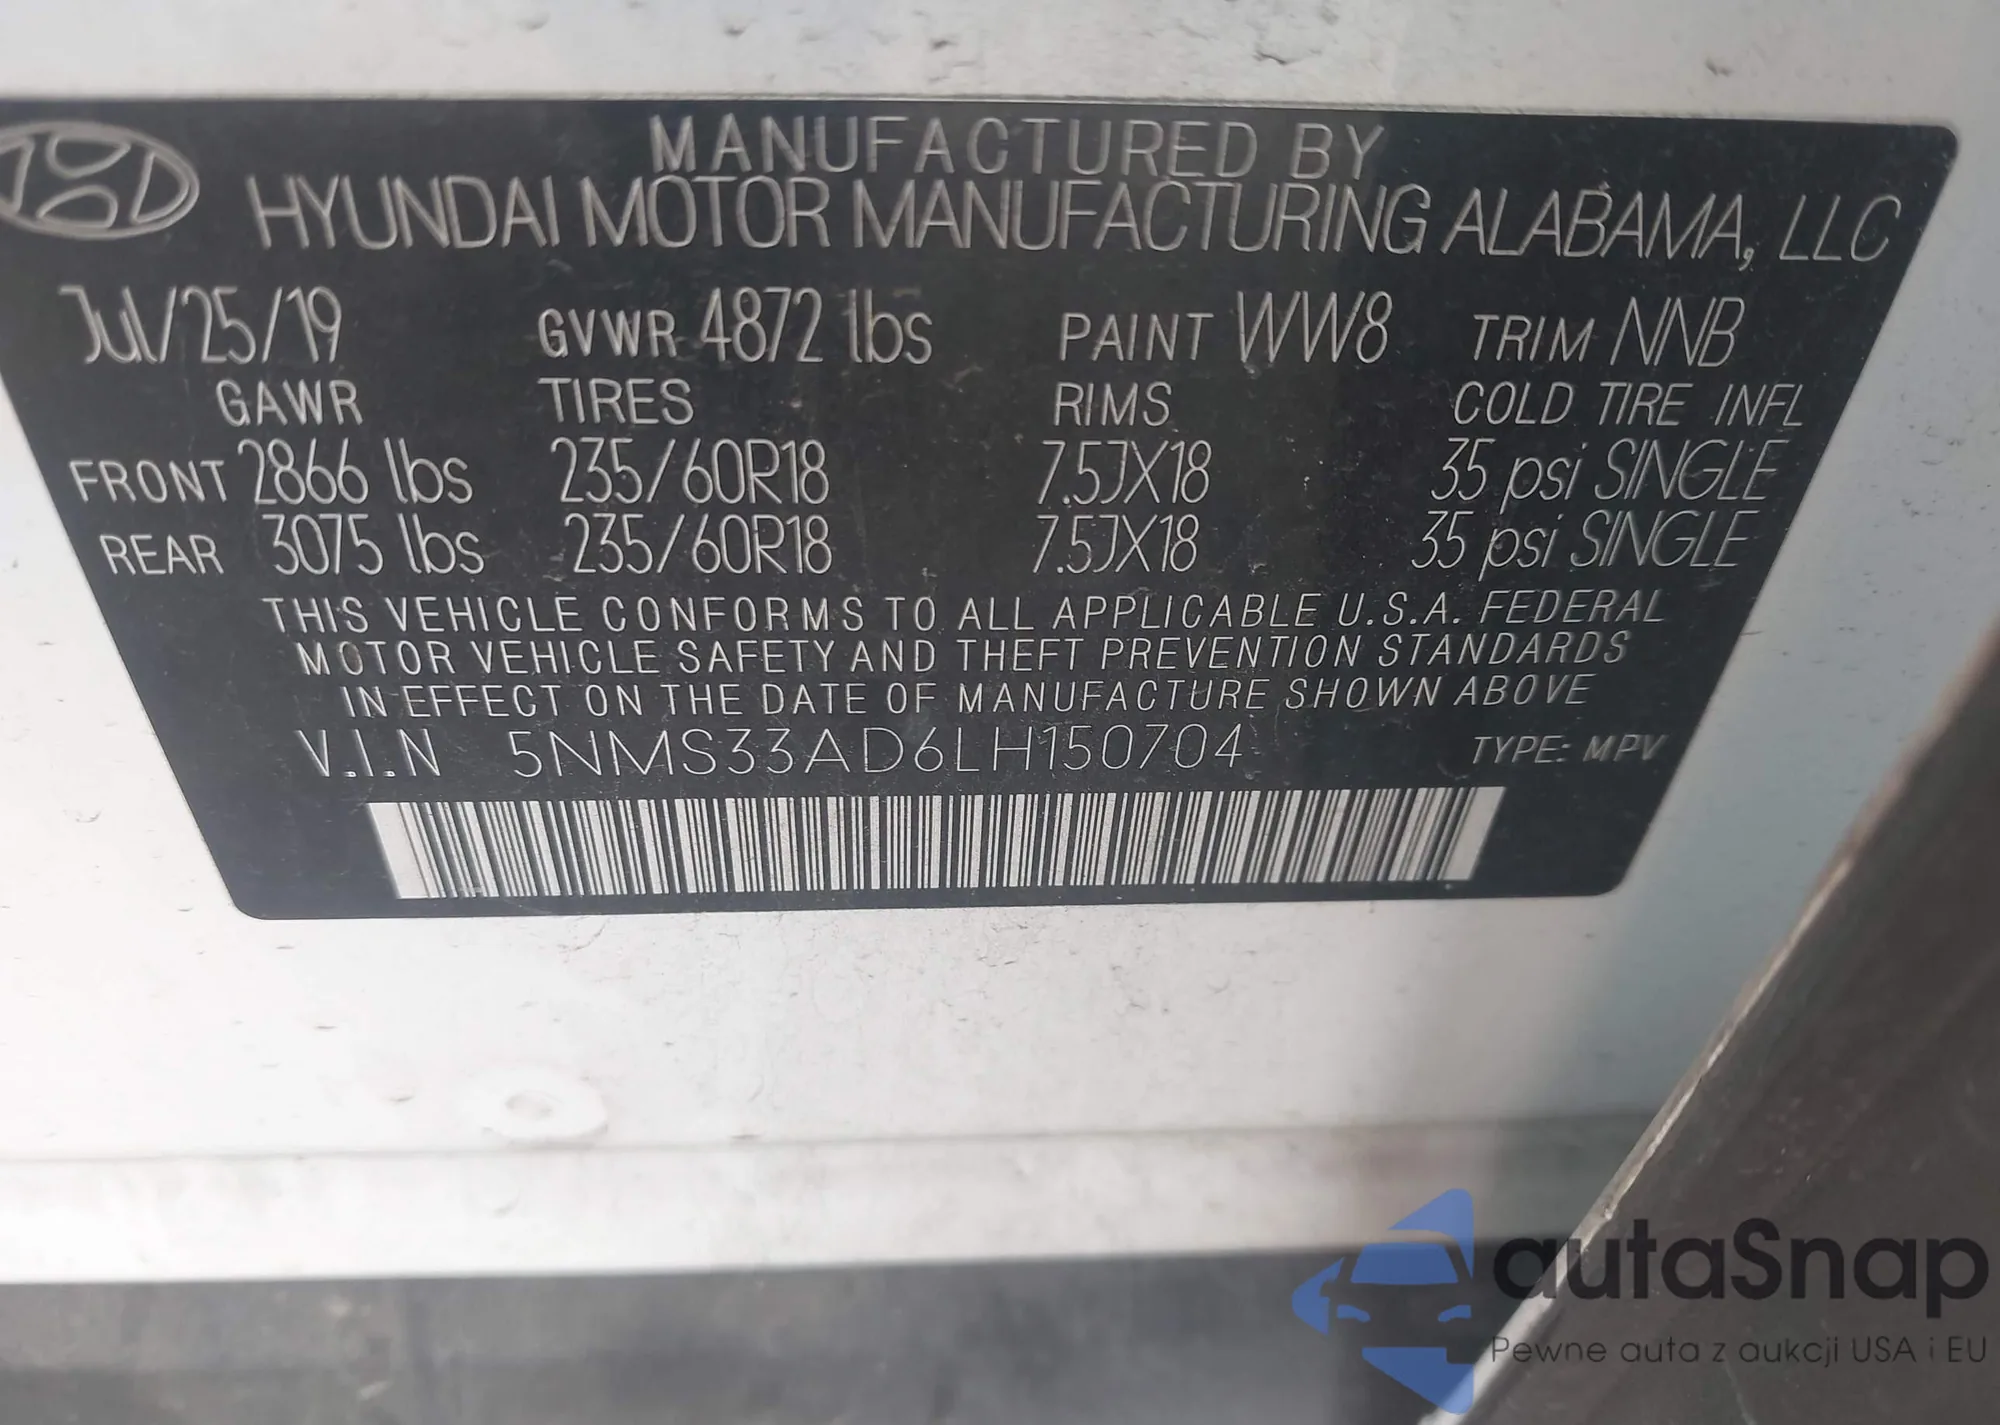 MANUFACTURED BY
HYUNDAI MOTOR MANUFACTURING ALABAMA, LLC
Jul/25/19 GVWR 4872 lbs PAINT WW8 TRIM NNB
GAWR TIRES RIMS COLD TIRE INFL
FRONT 2866 lbs 235/60R18 7.5JX18 35 psi SINGLE
REAR 3075 lbs 235/60R18 7.5JX18 35 psi SINGLE
THIS VEHICLE CONFORMS TO ALL APPLICABLE U.S.A. FEDERAL
MOTOR VEHICLE SAFETY AND THEFT PREVENTION STANDARDS
IN EFFECT ON THE DATE OF MANUFACTURE SHOWN ABOVE
V.I.N 5NMS33AD6LH150704 TYPE: MPV
autoSnap
Pewne auta z aukcji USA i EU